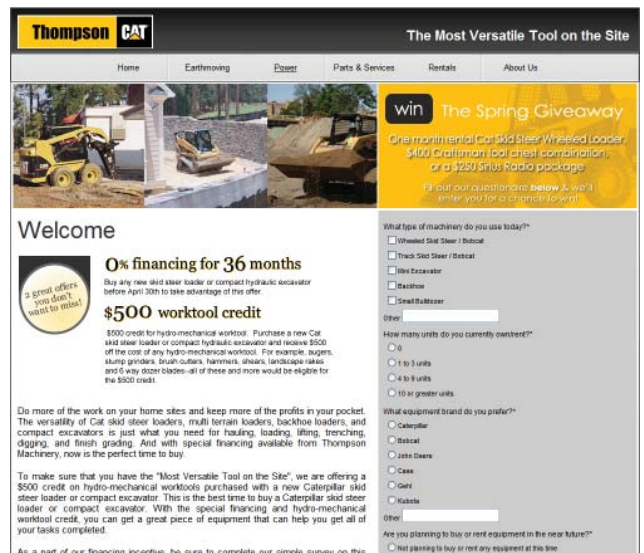 Thompson CAT
The Most Versatile Tool on the Site
Home Earthmoving Power Parts & Services Rentals About Us
win The Spring Giveaway
One month rental Cat Skid Steer Wheeled Loader,
$400 Craftsman tool chest combination,
or a $250 Sirius Radio package
Fill out our questionaire below & we'll
enter you for a chance to win!
Welcome
2 great offers
you don't
want to miss!
0% financing for 36 months
Buy any new skid steer loader or compact hydraulic excavator
before April 30th to take advantage of this offer.
$500 worktool credit
$500 credit for hydro-mechanical worktool. Purchase a new Cat
skid steer loader or compact hydraulic excavator and receive $500
off the cost of any hydro-mechanical worktool. For example, augers,
stump grinders, brush cutters, hammers, shears, landscape rakes
and 6 way dozer blades--all of these and more would be eligible for
the $500 credit.
Do more of the work on your home sites and keep more of the profits in your pocket.
The versatility of Cat skid steer loaders, multi terrain loaders, backhoe loaders, and
compact excavators is just what you need for hauling, loading, lifting, trenching,
digging, and finish grading. And with special financing available from Thompson
Machinery, now is the perfect time to buy.
To make sure that you have the "Most Versatile Tool on the Site", we are offering a
$500 credit on hydro-mechanical worktools purchased with a new Caterpillar skid
steer loader or compact excavator. This is the best time to buy a Caterpillar skid steer
loader or compact excavator. With the special financing and hydro-mechanical
worktool credit, you can get a great piece of equipment that can help you get all of
your tasks completed.
As a part of our financing incentive, be sure to complete our simple survey on this
What type of machinery do you use today?*
Wheeled Skid Steer / Bobcat
Track Skid Steer / Bobcat
Mini Excavator
Backhoe
Small Bulldozer
Other
How many units do you currently own/rent?*
0
1 to 3 units
4 to 9 units
10 or greater units
What equipment brand do you prefer?*
Caterpillar
Bobcat
John Deere
Case
Gehl
Kubota
Other
Are you planning to buy or rent equipment in the near future?*
Not planning to buy or rent any equipment at this time